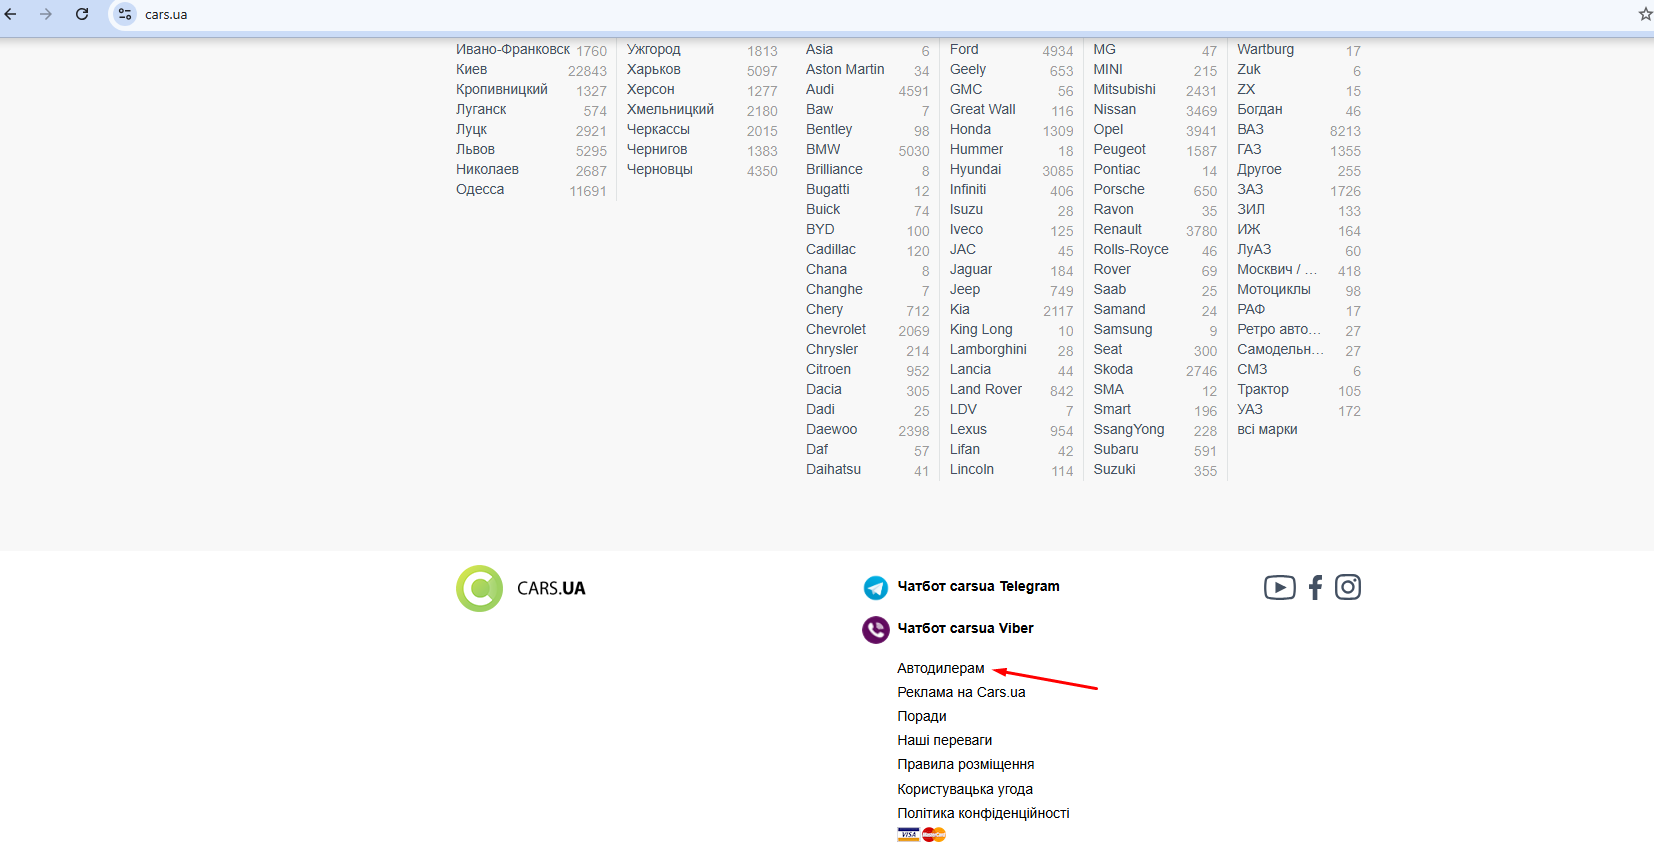 cars.ua
Ивано-Франковск 1760
Киев 22843
Кропивницкий 1327
Луганск 574
Луцк 2921
Львов 5295
Николаев 2687
Одесса 11691
Ужгород 1813
Харьков 5097
Херсон 1277
Хмельницкий 2180
Черкассы 2015
Чернигов 1383
Черновцы 4350
Asia 6
Aston Martin 34
Audi 4591
Baw 7
Bentley 98
BMW 5030
Brilliance 8
Bugatti 12
Buick 74
BYD 100
Cadillac 120
Chana 8
Changhe 7
Chery 712
Chevrolet 2069
Chrysler 214
Citroen 952
Dacia 305
Dadi 25
Daewoo 2398
Daf 57
Daihatsu 41
Ford 4934
Geely 653
GMC 56
Great Wall 116
Honda 1309
Hummer 18
Hyundai 3085
Infiniti 406
Isuzu 28
Iveco 125
JAC 45
Jaguar 184
Jeep 749
Kia 2117
King Long 10
Lamborghini 28
Lancia 44
Land Rover 842
LDV 7
Lexus 954
Lifan 42
Lincoln 114
MG 47
MINI 215
Mitsubishi 2431
Nissan 3469
Opel 3941
Peugeot 1587
Pontiac 14
Porsche 650
Ravon 35
Renault 3780
Rolls-Royce 46
Rover 69
Saab 25
Samand 24
Samsung 9
Seat 300
Skoda 2746
SMA 12
Smart 196
SsangYong 228
Subaru 591
Suzuki 355
Wartburg 17
Zuk 6
ZX 15
Богдан 46
ВАЗ 8213
ГАЗ 1355
Другое 255
ЗАЗ 1726
ЗИЛ 133
ИЖ 164
ЛуАЗ 60
Москвич / ... 418
Мотоциклы 98
РАФ 17
Ретро авто... 27
Самодельн... 27
СМЗ 6
Трактор 105
УАЗ 172
всі марки
CARS.UA
Чатбот carsua Telegram
Чатбот carsua Viber
Автодилерам
Реклама на Cars.ua
Поради
Наші переваги
Правила розміщення
Користувацька угода
Політика конфіденційності
VISA MasterCard